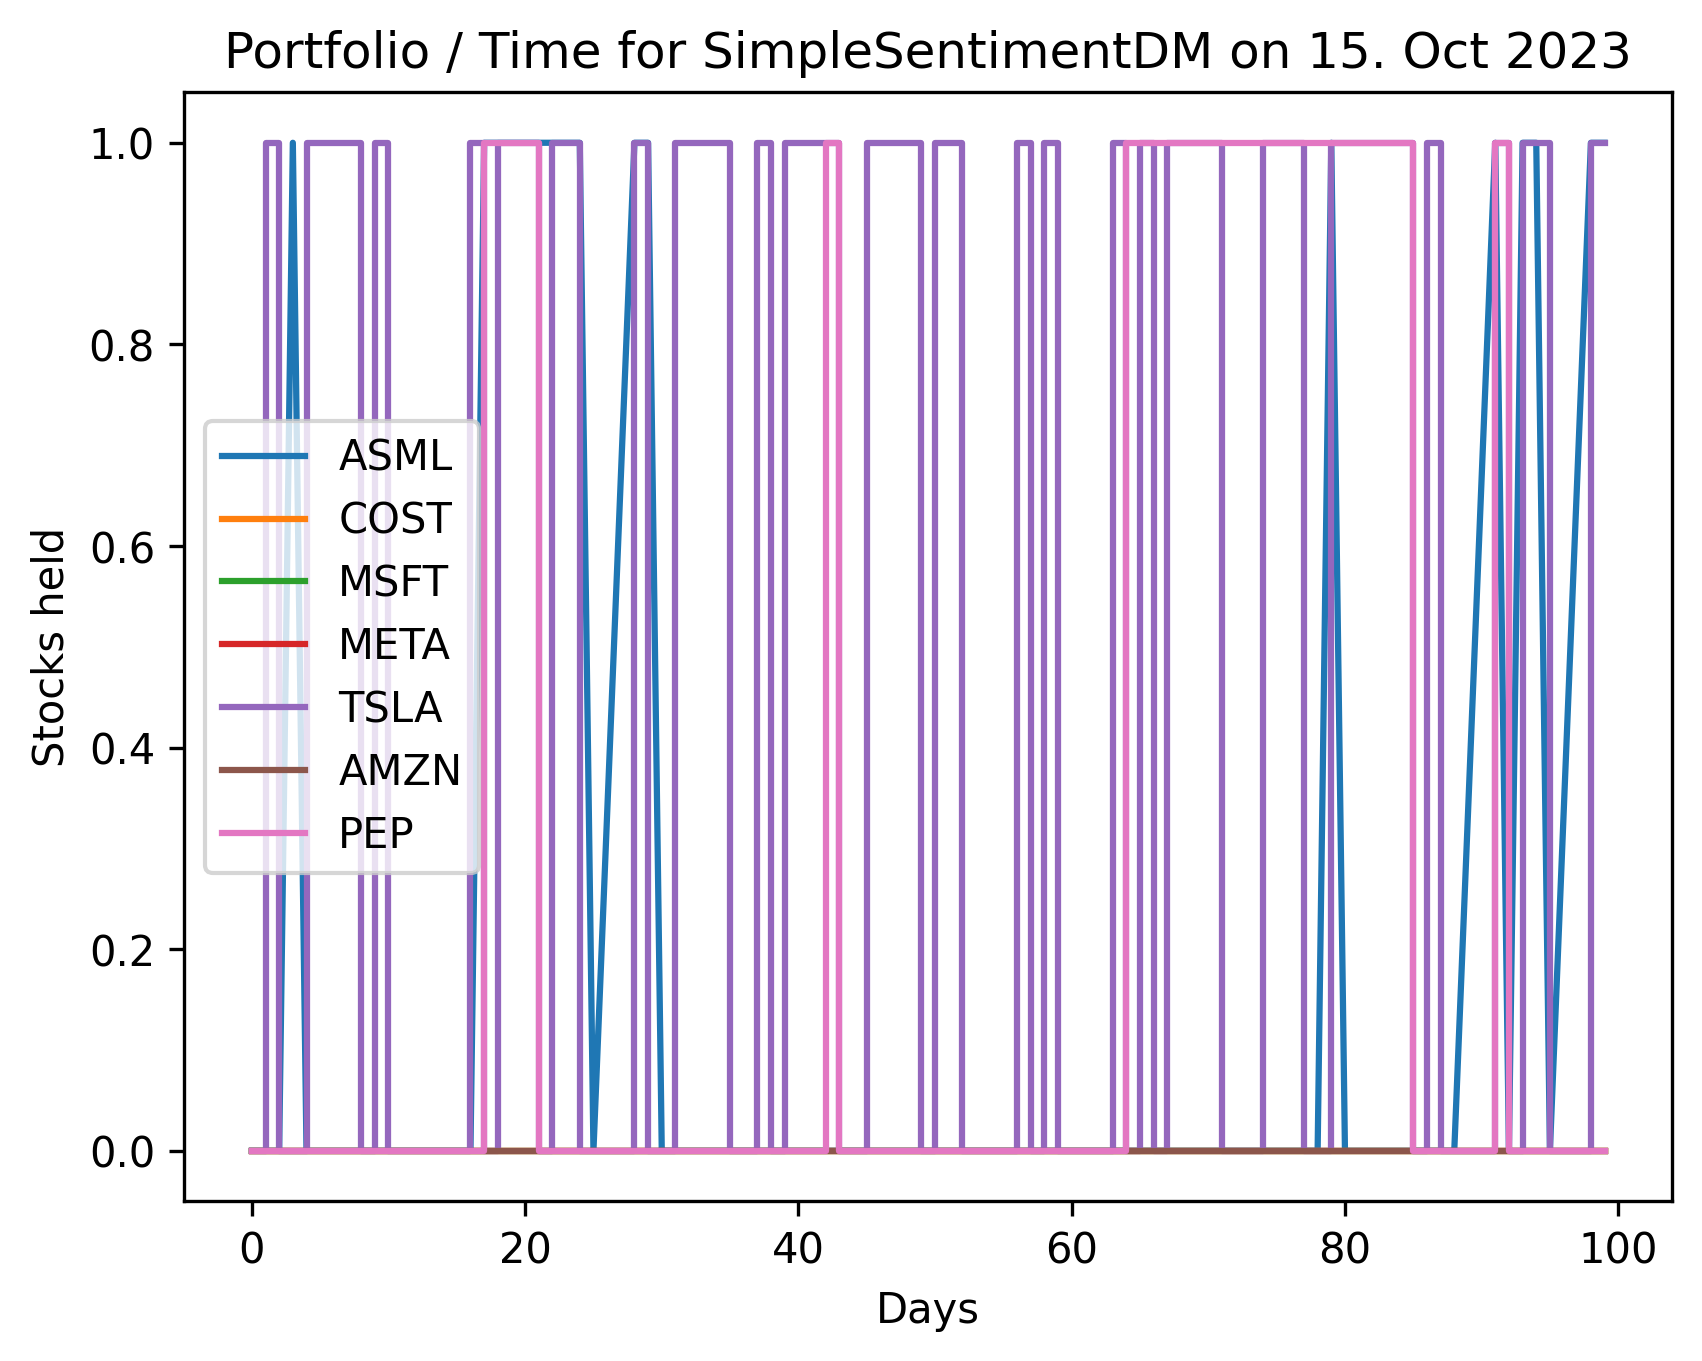 Portfolio / Time for SimpleSentimentDM on 15. Oct 2023
1.0
0.8
0.6
0.4
0.2
0.0
Stocks held
ASML
COST
MSFT
META
TSLA
AMZN
PEP
0 20 40 60 80 100
Days